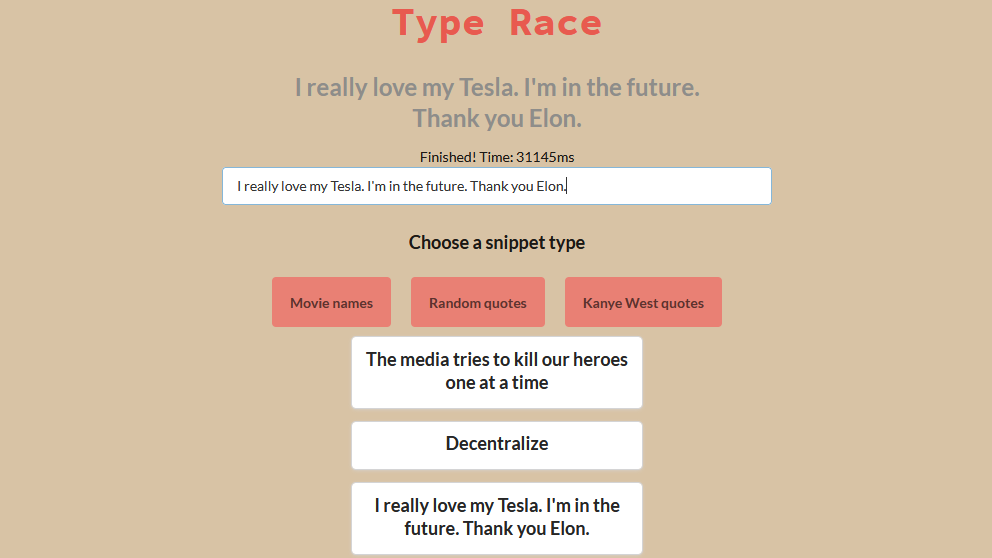 Type Race
I really love my Tesla. I'm in the future.
Thank you Elon.
Finished! Time: 31145ms
I really love my Tesla. I'm in the future. Thank you Elon.
Choose a snippet type
Movie names
Random quotes
Kanye West quotes
The media tries to kill our heroes
one at a time
Decentralize
I really love my Tesla. I'm in the
future. Thank you Elon.